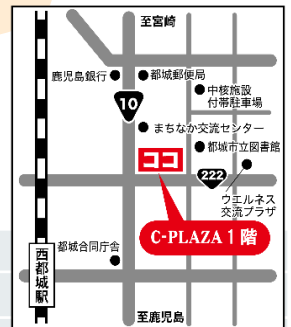 至宮崎
鹿児島銀行
都城郵便局
中核施設
付帯駐車場
10
まちなか交流センター
都城市立図書館
ココ
222
ウエルネス
交流プラザ
C-PLAZA 1階
都城合同庁舎
西都城駅
至鹿児島